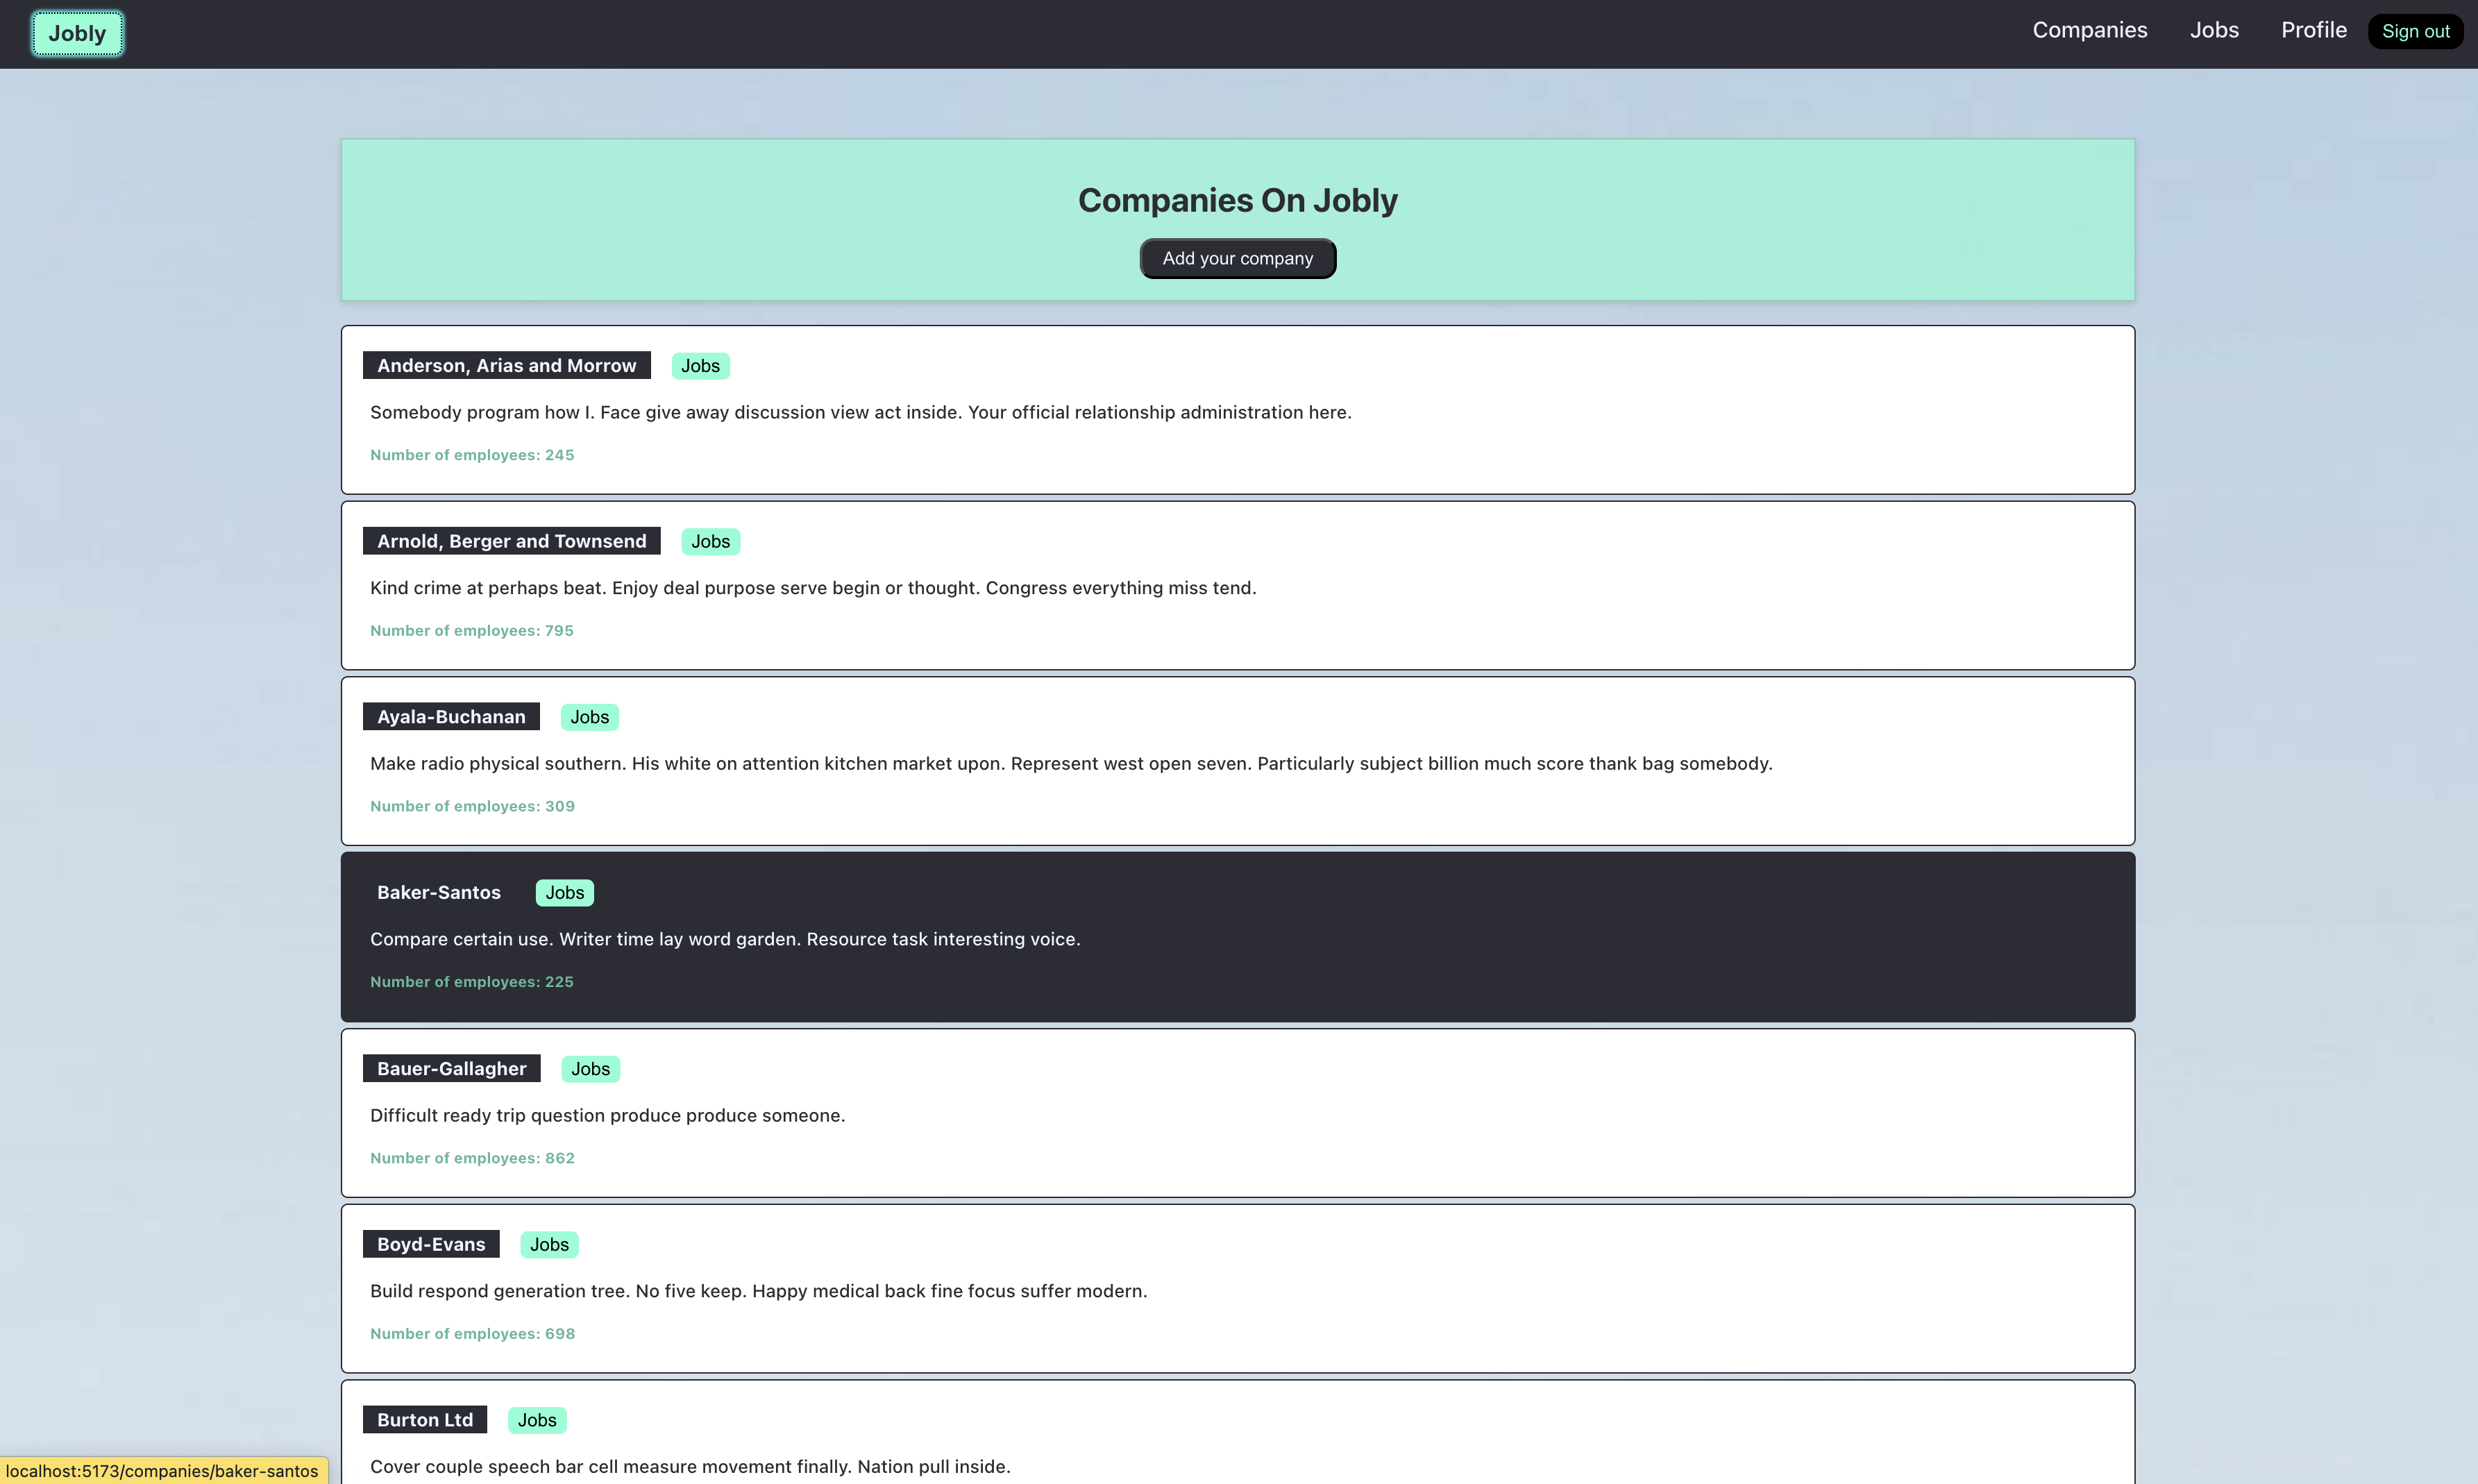 Jobly
Companies Jobs Profile Sign out
Companies On Jobly
Add your company
Anderson, Arias and Morrow Jobs
Somebody program how I. Face give away discussion view act inside. Your official relationship administration here.
Number of employees: 245
Arnold, Berger and Townsend Jobs
Kind crime at perhaps beat. Enjoy deal purpose serve begin or thought. Congress everything miss tend.
Number of employees: 795
Ayala-Buchanan Jobs
Make radio physical southern. His white on attention kitchen market upon. Represent west open seven. Particularly subject billion much score thank bag somebody.
Number of employees: 309
Baker-Santos Jobs
Compare certain use. Writer time lay word garden. Resource task interesting voice.
Number of employees: 225
Bauer-Gallagher Jobs
Difficult ready trip question produce produce someone.
Number of employees: 862
Boyd-Evans Jobs
Build respond generation tree. No five keep. Happy medical back fine focus suffer modern.
Number of employees: 698
Burton Ltd Jobs
Cover couple speech bar cell measure movement finally. Nation pull inside.
localhost:5173/companies/baker-santos